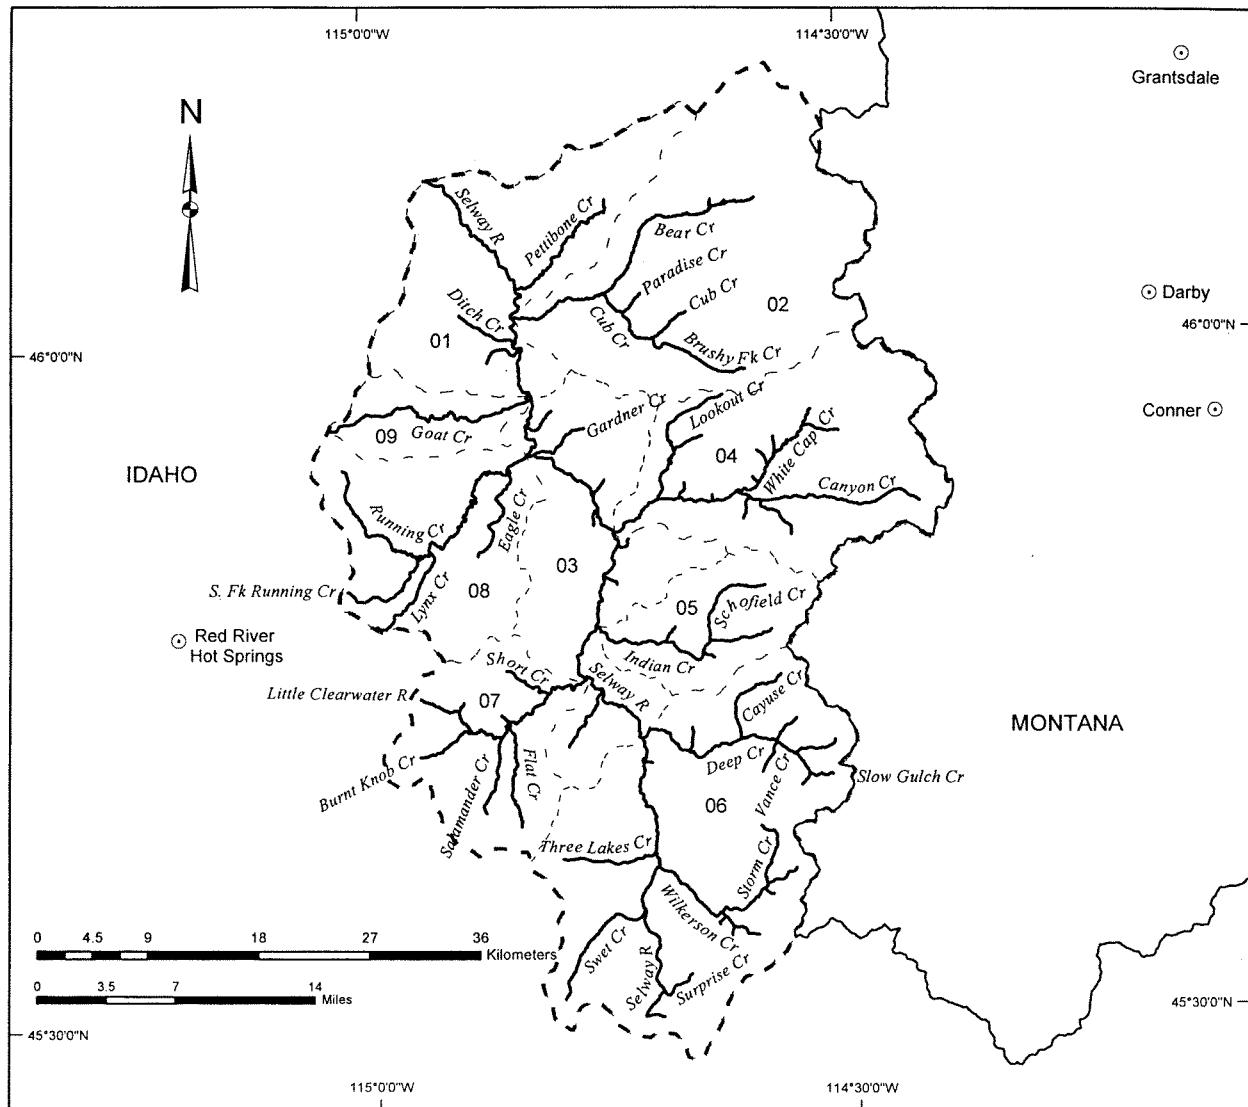 115°0'0"W
114°30'0"W
Grantsdale
N
Selway R
Pettibone Cr
Bear Cr
Paradise Cr
Cub Cr
02
Darby
Ditch Cr
Cub Cr
46°0'0"N
01
Brushy Fk Cr
46°0'0"N
Lookout Cr
Gardner Cr
Conner
09
Goat Cr
White Cap Cr
04
IDAHO
Canyon Cr
Running Cr
Eagle Cr
03
S. Fk Running Cr
Lynx Cr
08
05
Schofield Cr
Red River
Hot Springs
Short Cr
Indian Cr
Selway R
Little Clearwater R
07
Cayuse Cr
MONTANA
Burnt Knob Cr
Salamander Cr
Flat Cr
Deep Cr
Vance Cr
Slow Gulch Cr
06
Three Lakes Cr
Storm Cr
Wilkerson Cr
Swet Cr
Selway R
Surprise Cr
0 4.5 9 18 27 36
Kilometers
0 3.5 7 14
Miles
45°30'0"N
45°30'0"N
115°0'0"W
114°30'0"W